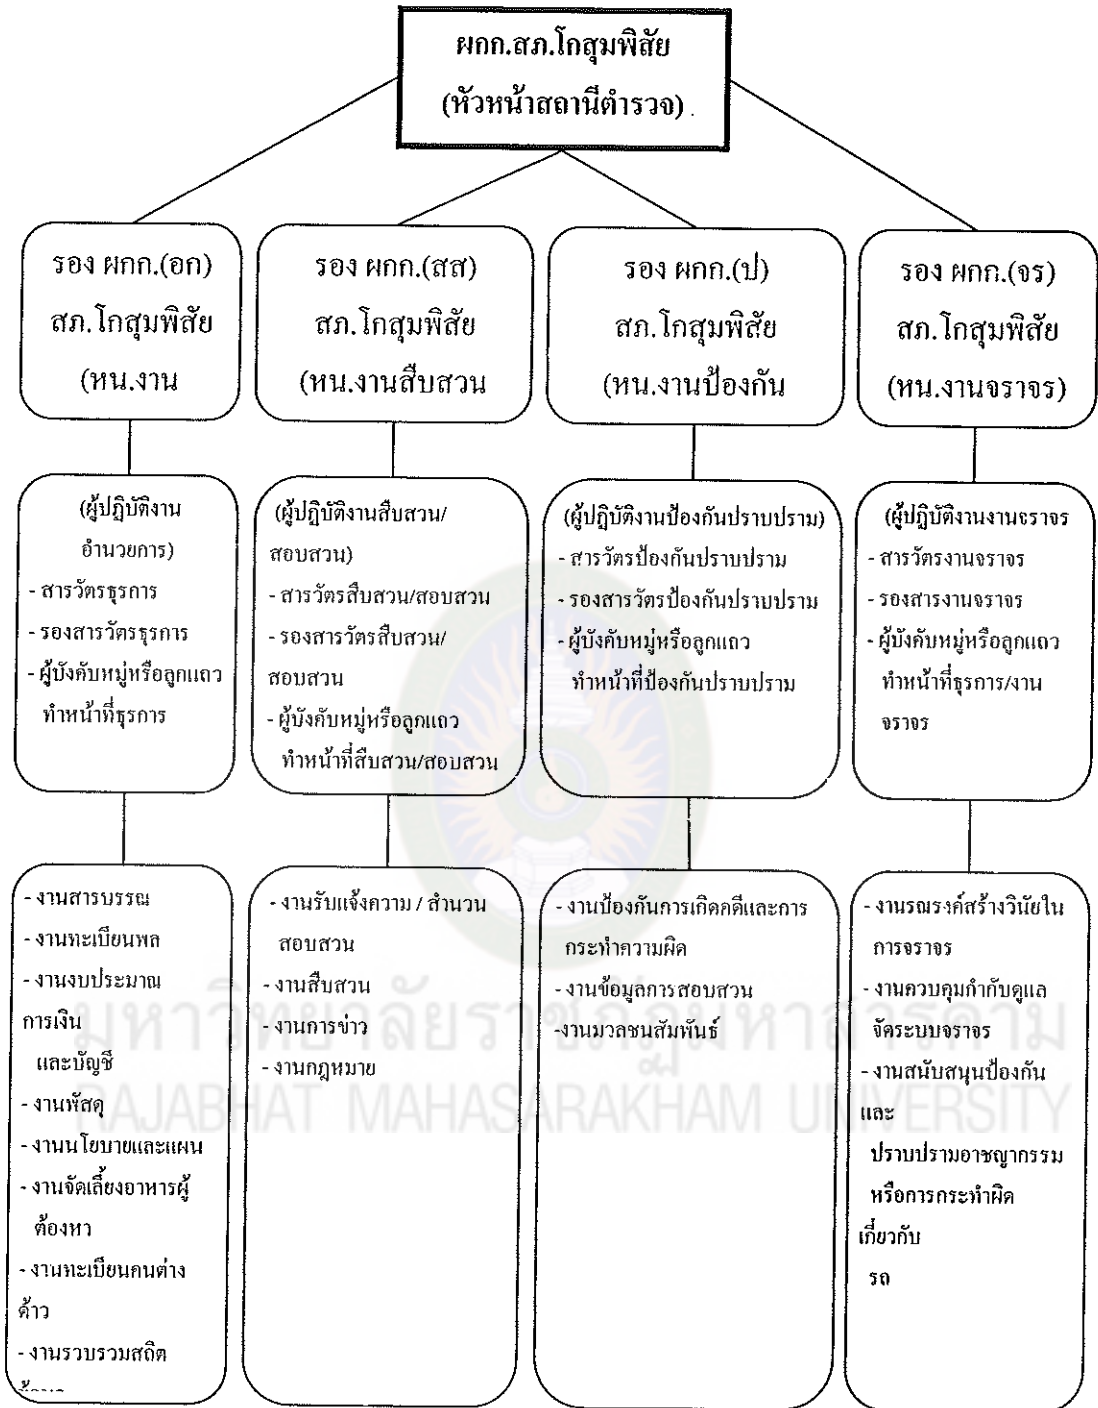 ผกก.สภ.โกสุมพิสัย
(หัวหน้าสถานีตำรวจ)
รอง ผกก.(อก)
สภ.โกสุมพิสัย
(หน.งาน
รอง ผกก.(สส)
สภ.โกสุมพิสัย
(หน.งานสืบสวน
รอง ผกก.(ป)
สภ.โกสุมพิสัย
(หน.งานป้องกัน
รอง ผกก.(จร)
สภ.โกสุมพิสัย
(หน.งานจราจร)
(ผู้ปฏิบัติงาน
อำนวยการ)
- สารวัตรธุรการ
- รองสารวัตรธุรการ
- ผู้บังคับหมู่หรือลูกแถว
ทำหน้าที่ธุรการ
(ผู้ปฏิบัติงานสืบสวน/
สอบสวน)
- สารวัตรสืบสวน/สอบสวน
- รองสารวัตรสืบสวน/
สอบสวน
- ผู้บังคับหมู่หรือลูกแถว
ทำหน้าที่สืบสวน/สอบสวน
(ผู้ปฏิบัติงานป้องกันปราบปราม)
- สารวัตรป้องกันปราบปราม
- รองสารวัตรป้องกันปราบปราม
- ผู้บังคับหมู่หรือลูกแถว
ทำหน้าที่ป้องกันปราบปราม
(ผู้ปฏิบัติงานงานจราจร
- สารวัตรงานจราจร
- รองสารงานจราจร
- ผู้บังคับหมู่หรือลูกแถว
ทำหน้าที่ธุรการ/งาน
จราจร
- งานสารบรรณ
- งานทะเบียนพล
- งานงบประมาณ
การเงิน
และบัญชี
- งานพัสดุ
- งานนโยบายและแผน
- งานจัดเลี้ยงอาหารผู้
ต้องหา
- งานทะเบียนคนต่าง
ด้าว
- งานรวบรวมสถิต
- งานรับแจ้งความ / สำนวน
สอบสวน
- งานสืบสวน
- งานการข่าว
- งานกฎหมาย
- งานป้องกันการเกิดคดีและการ
กระทำความผิด
- งานข้อมูลการสอบสวน
-งานมวลชนสัมพันธ์
- งานรณรงค์สร้างวินัยใน
การจราจร
- งานควบคุมกำกับดูแล
จัดระบบจราจร
- งานสนับสนุนป้องกัน
และ
ปราบปรามอาชญากรรม
หรือการกระทำผิด
เกี่ยวกับ
รถ
มหาวิทยาลัยราชภัฏมหาสารคาม
RAJABHAT MAHASARAKHAM UNIVERSITY